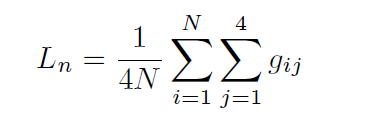 $L_n = \frac{1}{4N} \sum_{i=1}^{N} \sum_{j=1}^{4} g_{ij}$